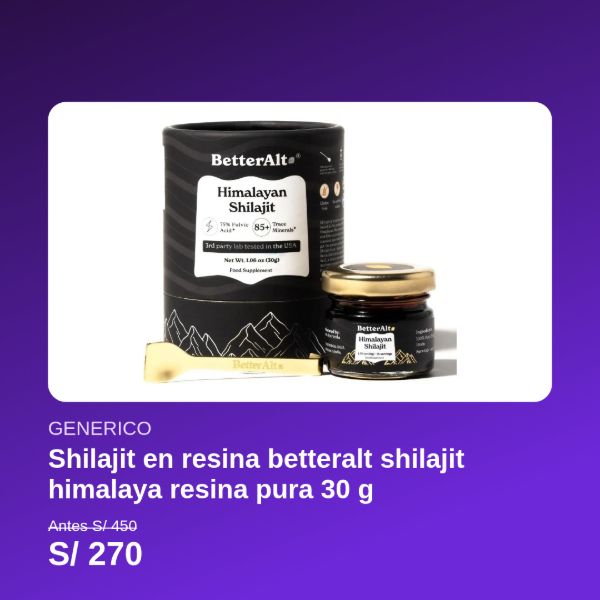 BetterAlt
Himalayan
Shilajit
75% Fulvic
Acid*
85+
Trace
Minerals*
3rd party lab tested in the USA
Net Wt. 1.06 oz (30g)
Food Supplement
BetterAlt
Himalayan
Shilajit
BetterAlt
GENERICO
Shilajit en resina betteralt shilajit
himalaya resina pura 30 g
Antes S/ 450
S/ 270